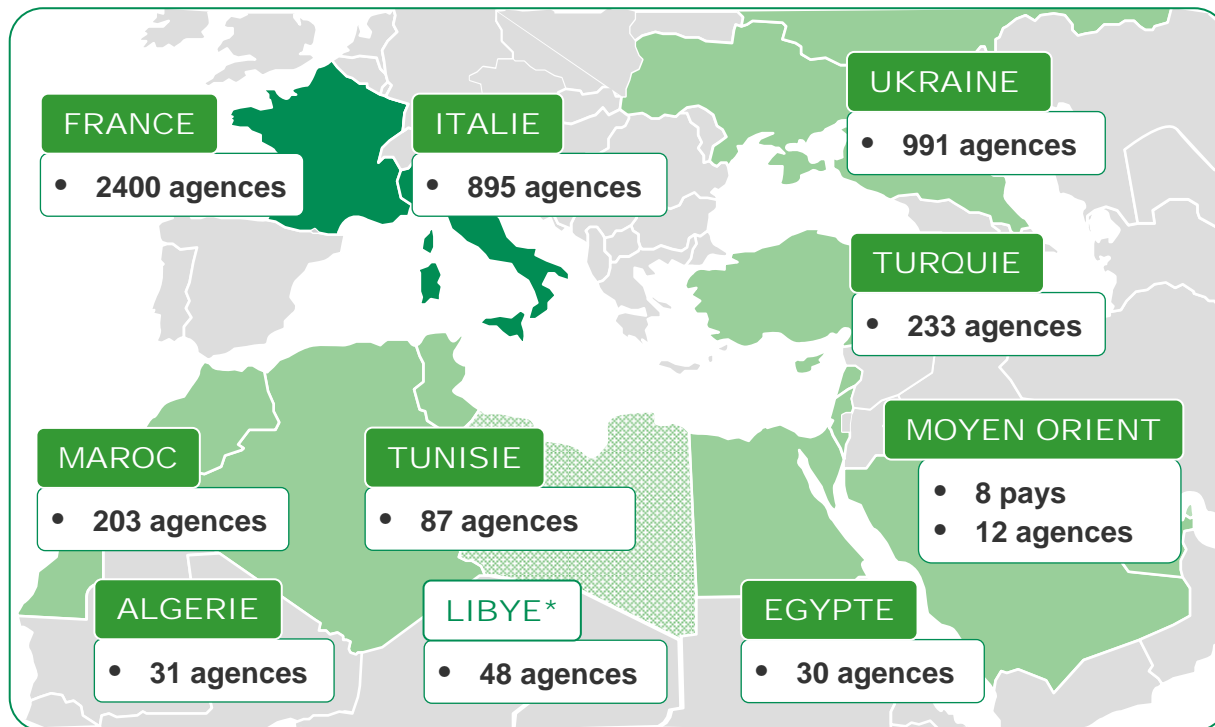 FRANCE
• 2400 agences
ITALIE
• 895 agences
UKRAINE
• 991 agences
TURQUIE
• 233 agences
MAROC
• 203 agences
TUNISIE
• 87 agences
MOYEN ORIENT
• 8 pays
• 12 agences
ALGERIE
• 31 agences
LIBYE*
• 48 agences
EGYPTE
• 30 agences